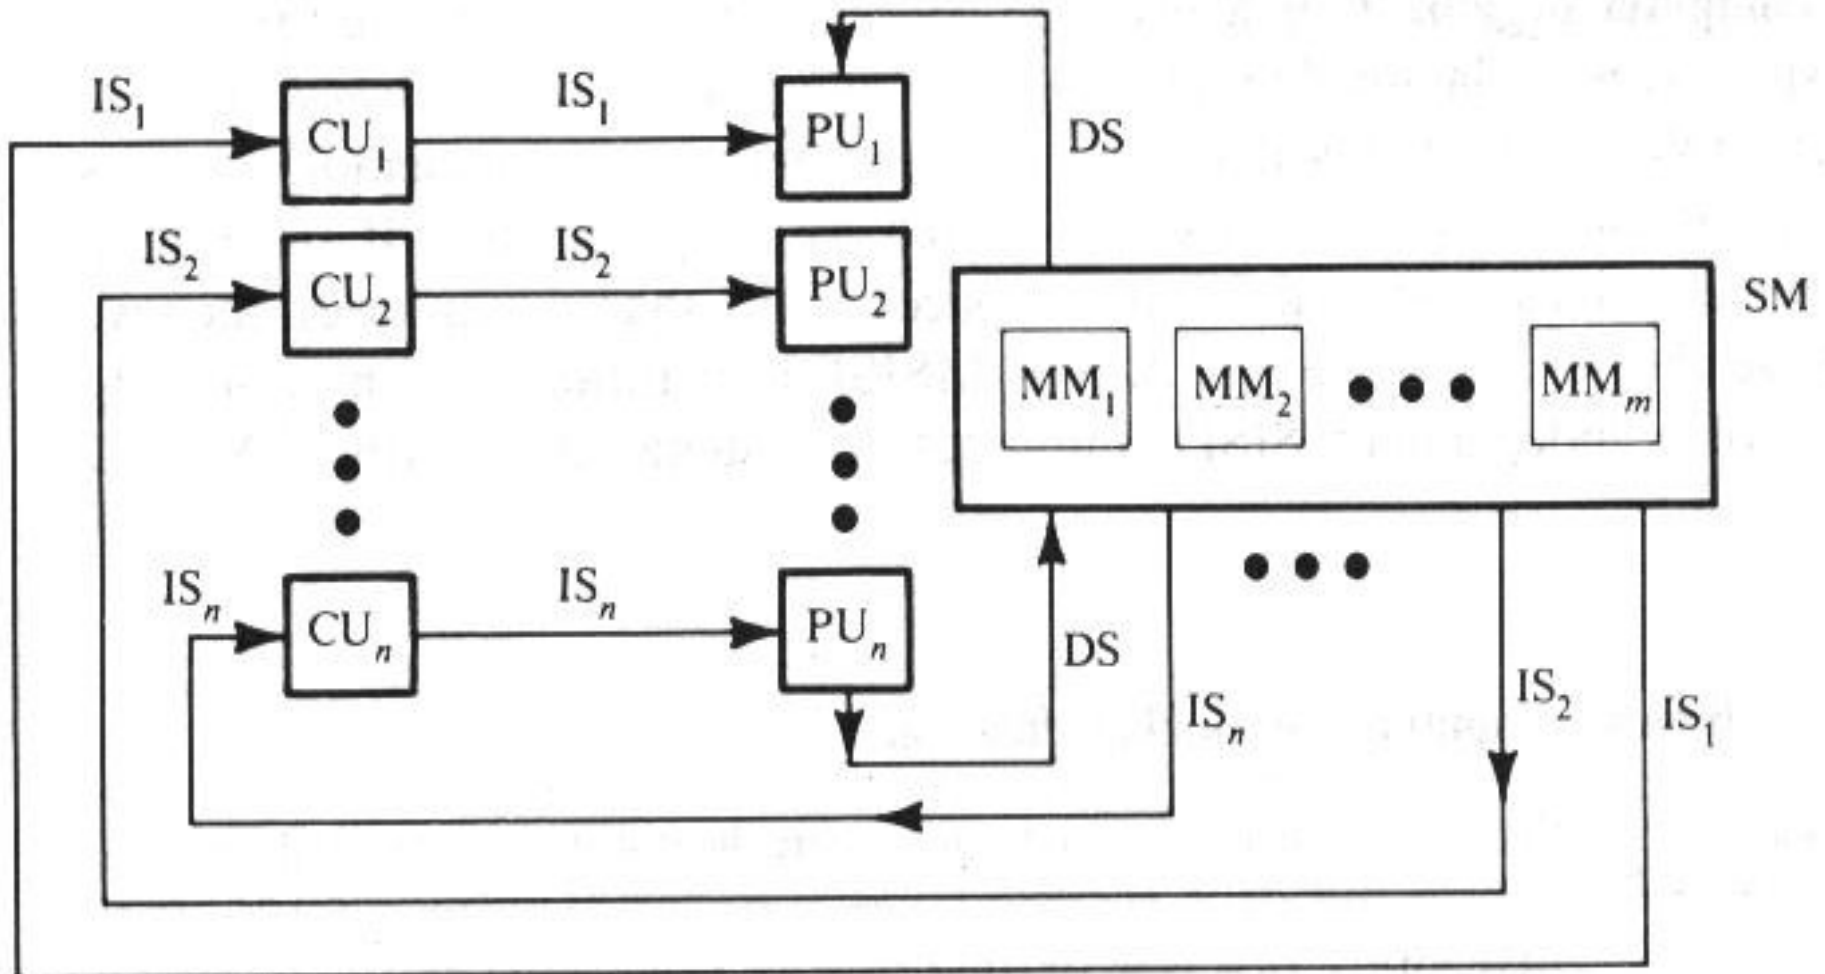 IS₁
CU₁
IS₁
PU₁
DS
IS₂
CU₂
IS₂
PU₂
SM
MM₁
MM₂
MMₘ
ISₙ
CUₙ
ISₙ
PUₙ
DS
ISₙ
IS₂
IS₁